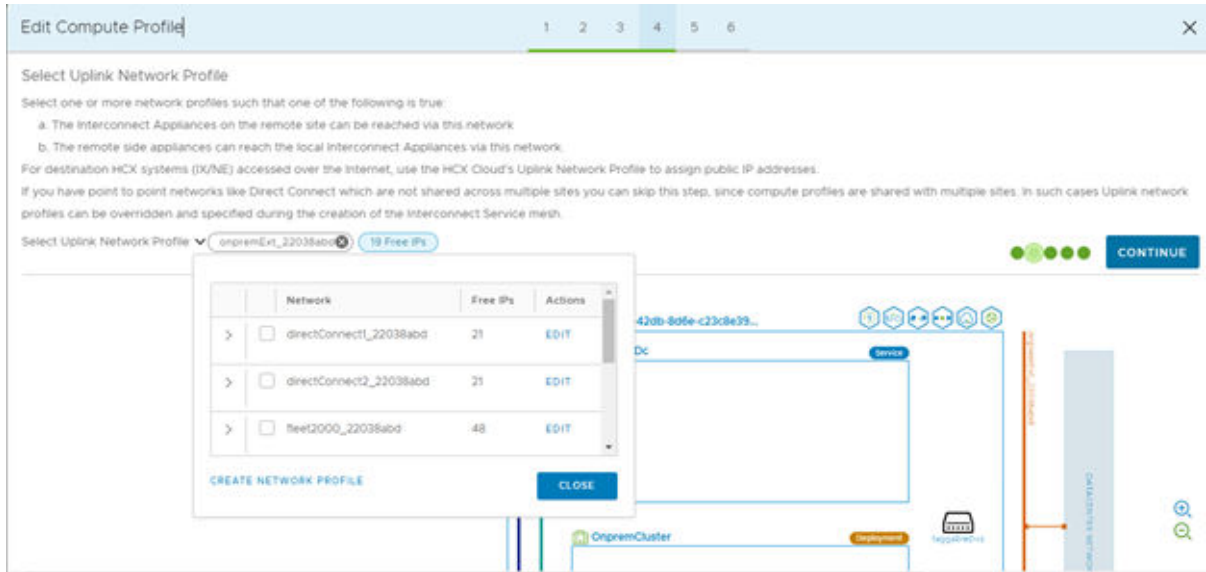 Edit Compute Profile
1 2 3 4 5 6
Select Uplink Network Profile
Select one or more network profiles such that one of the following is true:
a. The Interconnect Appliances on the remote site can be reached via this network
b. The remote side appliances can reach the local Interconnect Appliances via this network.
For destination HCX systems (IX/NE) accessed over the Internet, use the HCX Cloud's Uplink Network Profile to assign public IP addresses.
If you have point to point networks like Direct Connect which are not shared across multiple sites you can skip this step, since compute profiles are shared with multiple sites. In such cases Uplink network
profiles can be overridden and specified during the creation of the Interconnect Service mesh.
Select Uplink Network Profile onpremExt_22038abd 19 Free IPs
CONTINUE
Network Free IPs Actions
directConnect1_22038abd 21 EDIT
directConnect2_22038abd 21 EDIT
fleet2000_22038abd 48 EDIT
CREATE NETWORK PROFILE
CLOSE
42db-8d6e-c23c8e39...
Dc Service
OnpremCluster Deployment